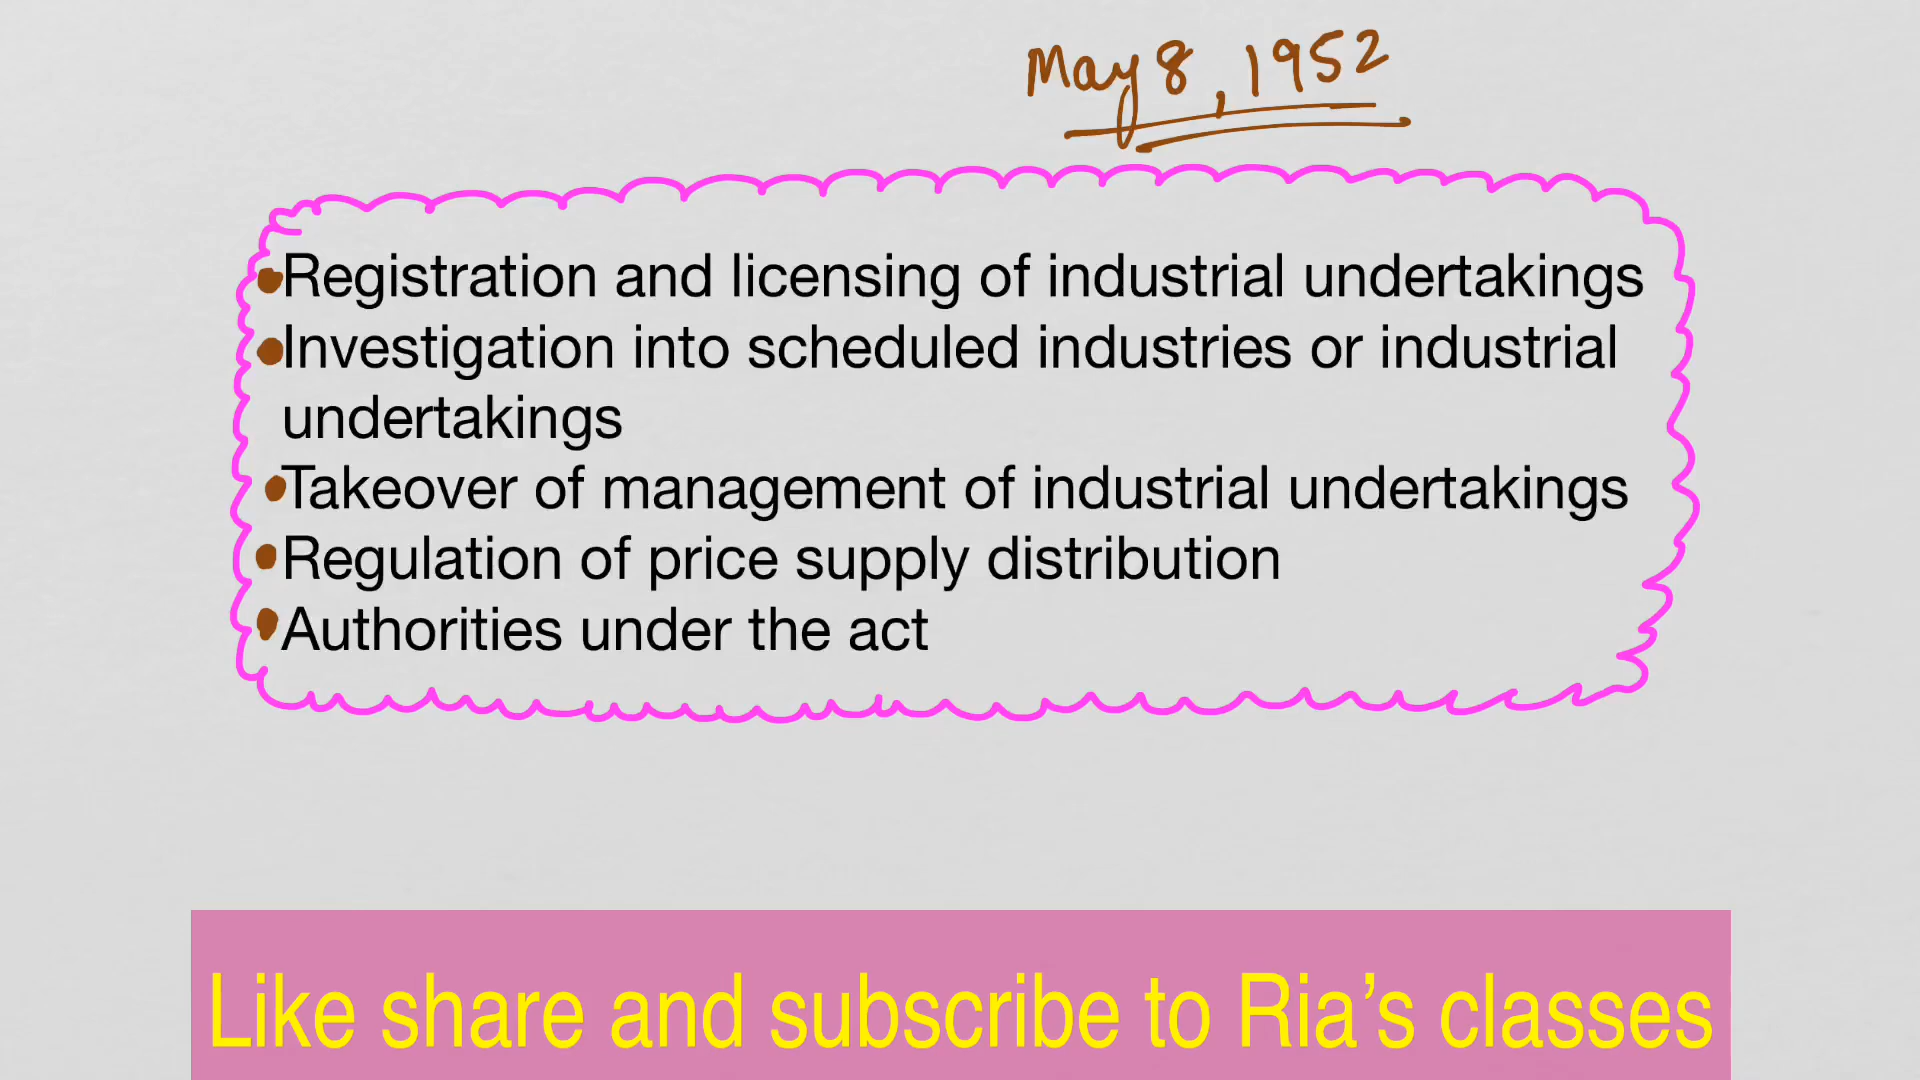 May 8, 1952
•Registration and licensing of industrial undertakings
•Investigation into scheduled industries or industrial
undertakings
•Takeover of management of industrial undertakings
•Regulation of price supply distribution
•Authorities under the act
Like share and subscribe to Ria’s classes